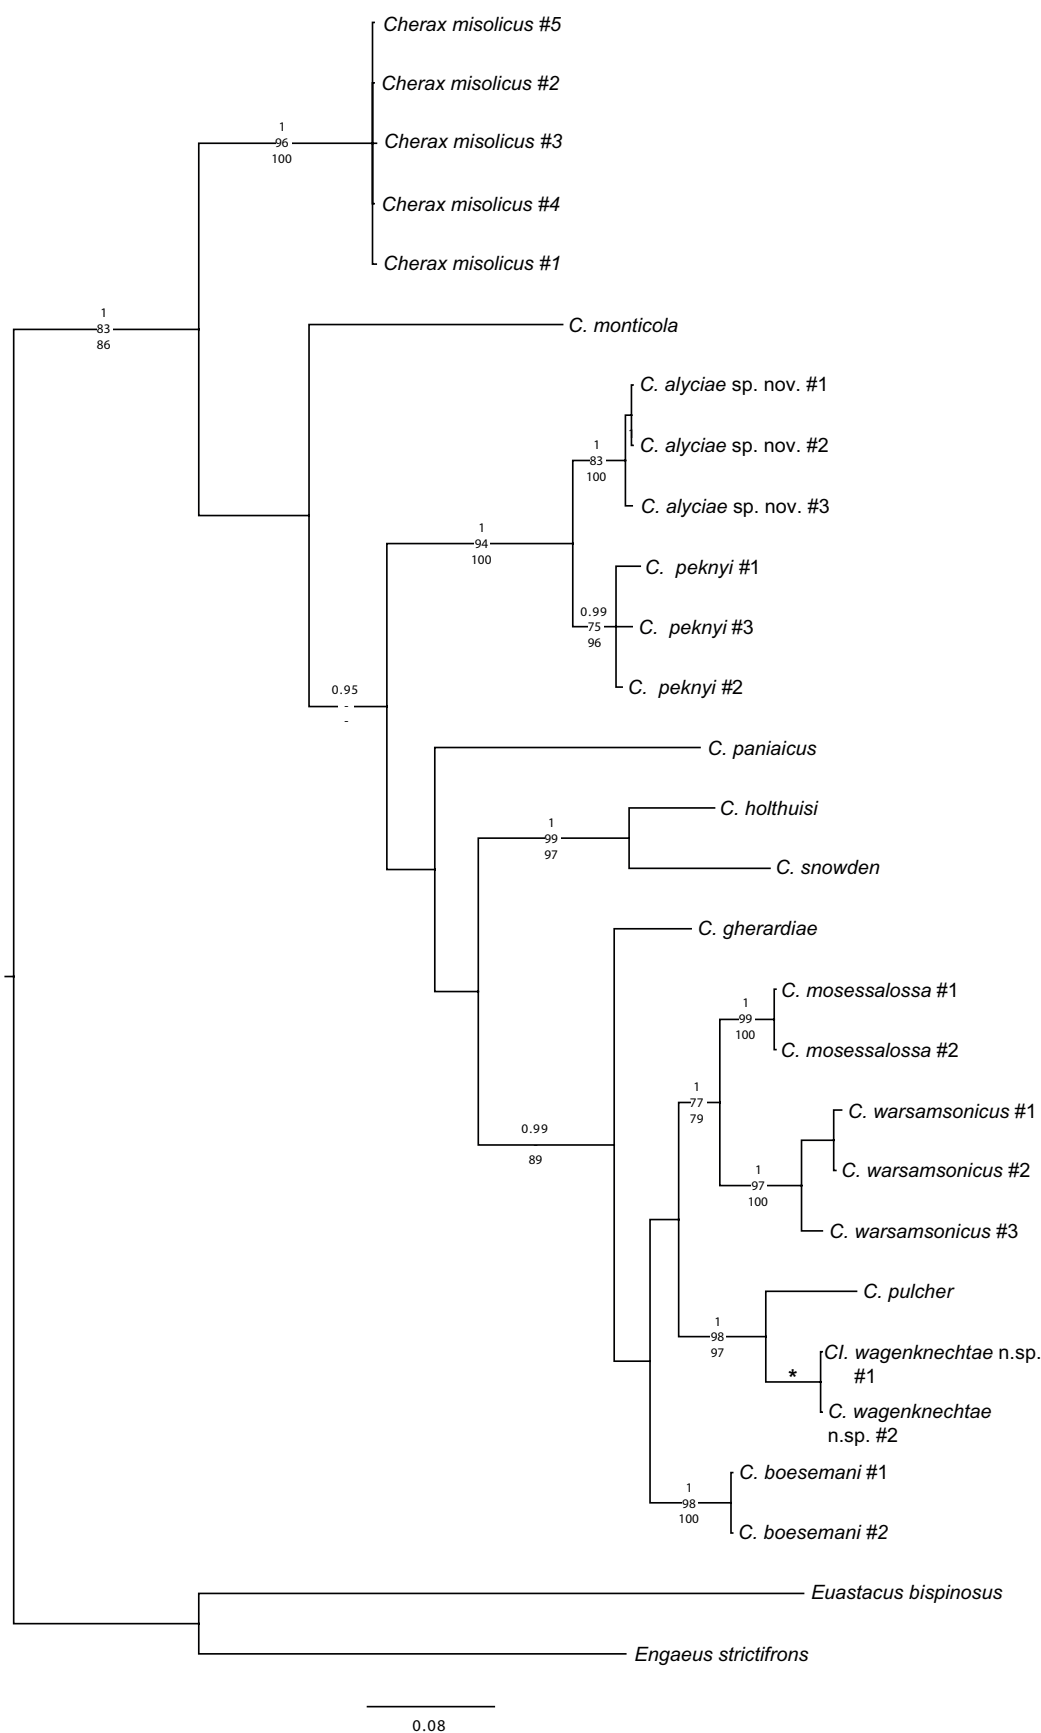 Cherax misolicus #5
Cherax misolicus #2
1
96
100
Cherax misolicus #3
Cherax misolicus #4
Cherax misolicus #1
1
83
86
C. monticola
C. alyciae sp. nov. #1
1
83
100
C. alyciae sp. nov. #2
C. alyciae sp. nov. #3
1
94
100
C. peknyi #1
0.99
75
96
C. peknyi #3
C. peknyi #2
0.95
-
-
C. paniaicus
C. holthuisi
1
99
97
C. snowden
C. gherardiae
C. mosessalossa #1
1
99
100
C. mosessalossa #2
1
77
79
C. warsamsonicus #1
0.99
89
C. warsamsonicus #2
1
97
100
C. warsamsonicus #3
C. pulcher
1
98
97
CI. wagenknechtae n.sp.
#1
*
C. wagenknechtae
n.sp. #2
C. boesemani #1
1
98
100
C. boesemani #2
Euastacus bispinosus
Engaeus strictifrons
0.08